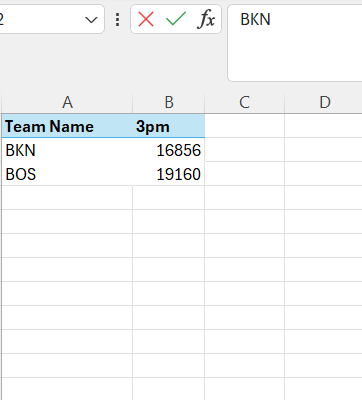 2 fx BKN
A B C D
Team Name 3pm
BKN 16856
BOS 19160